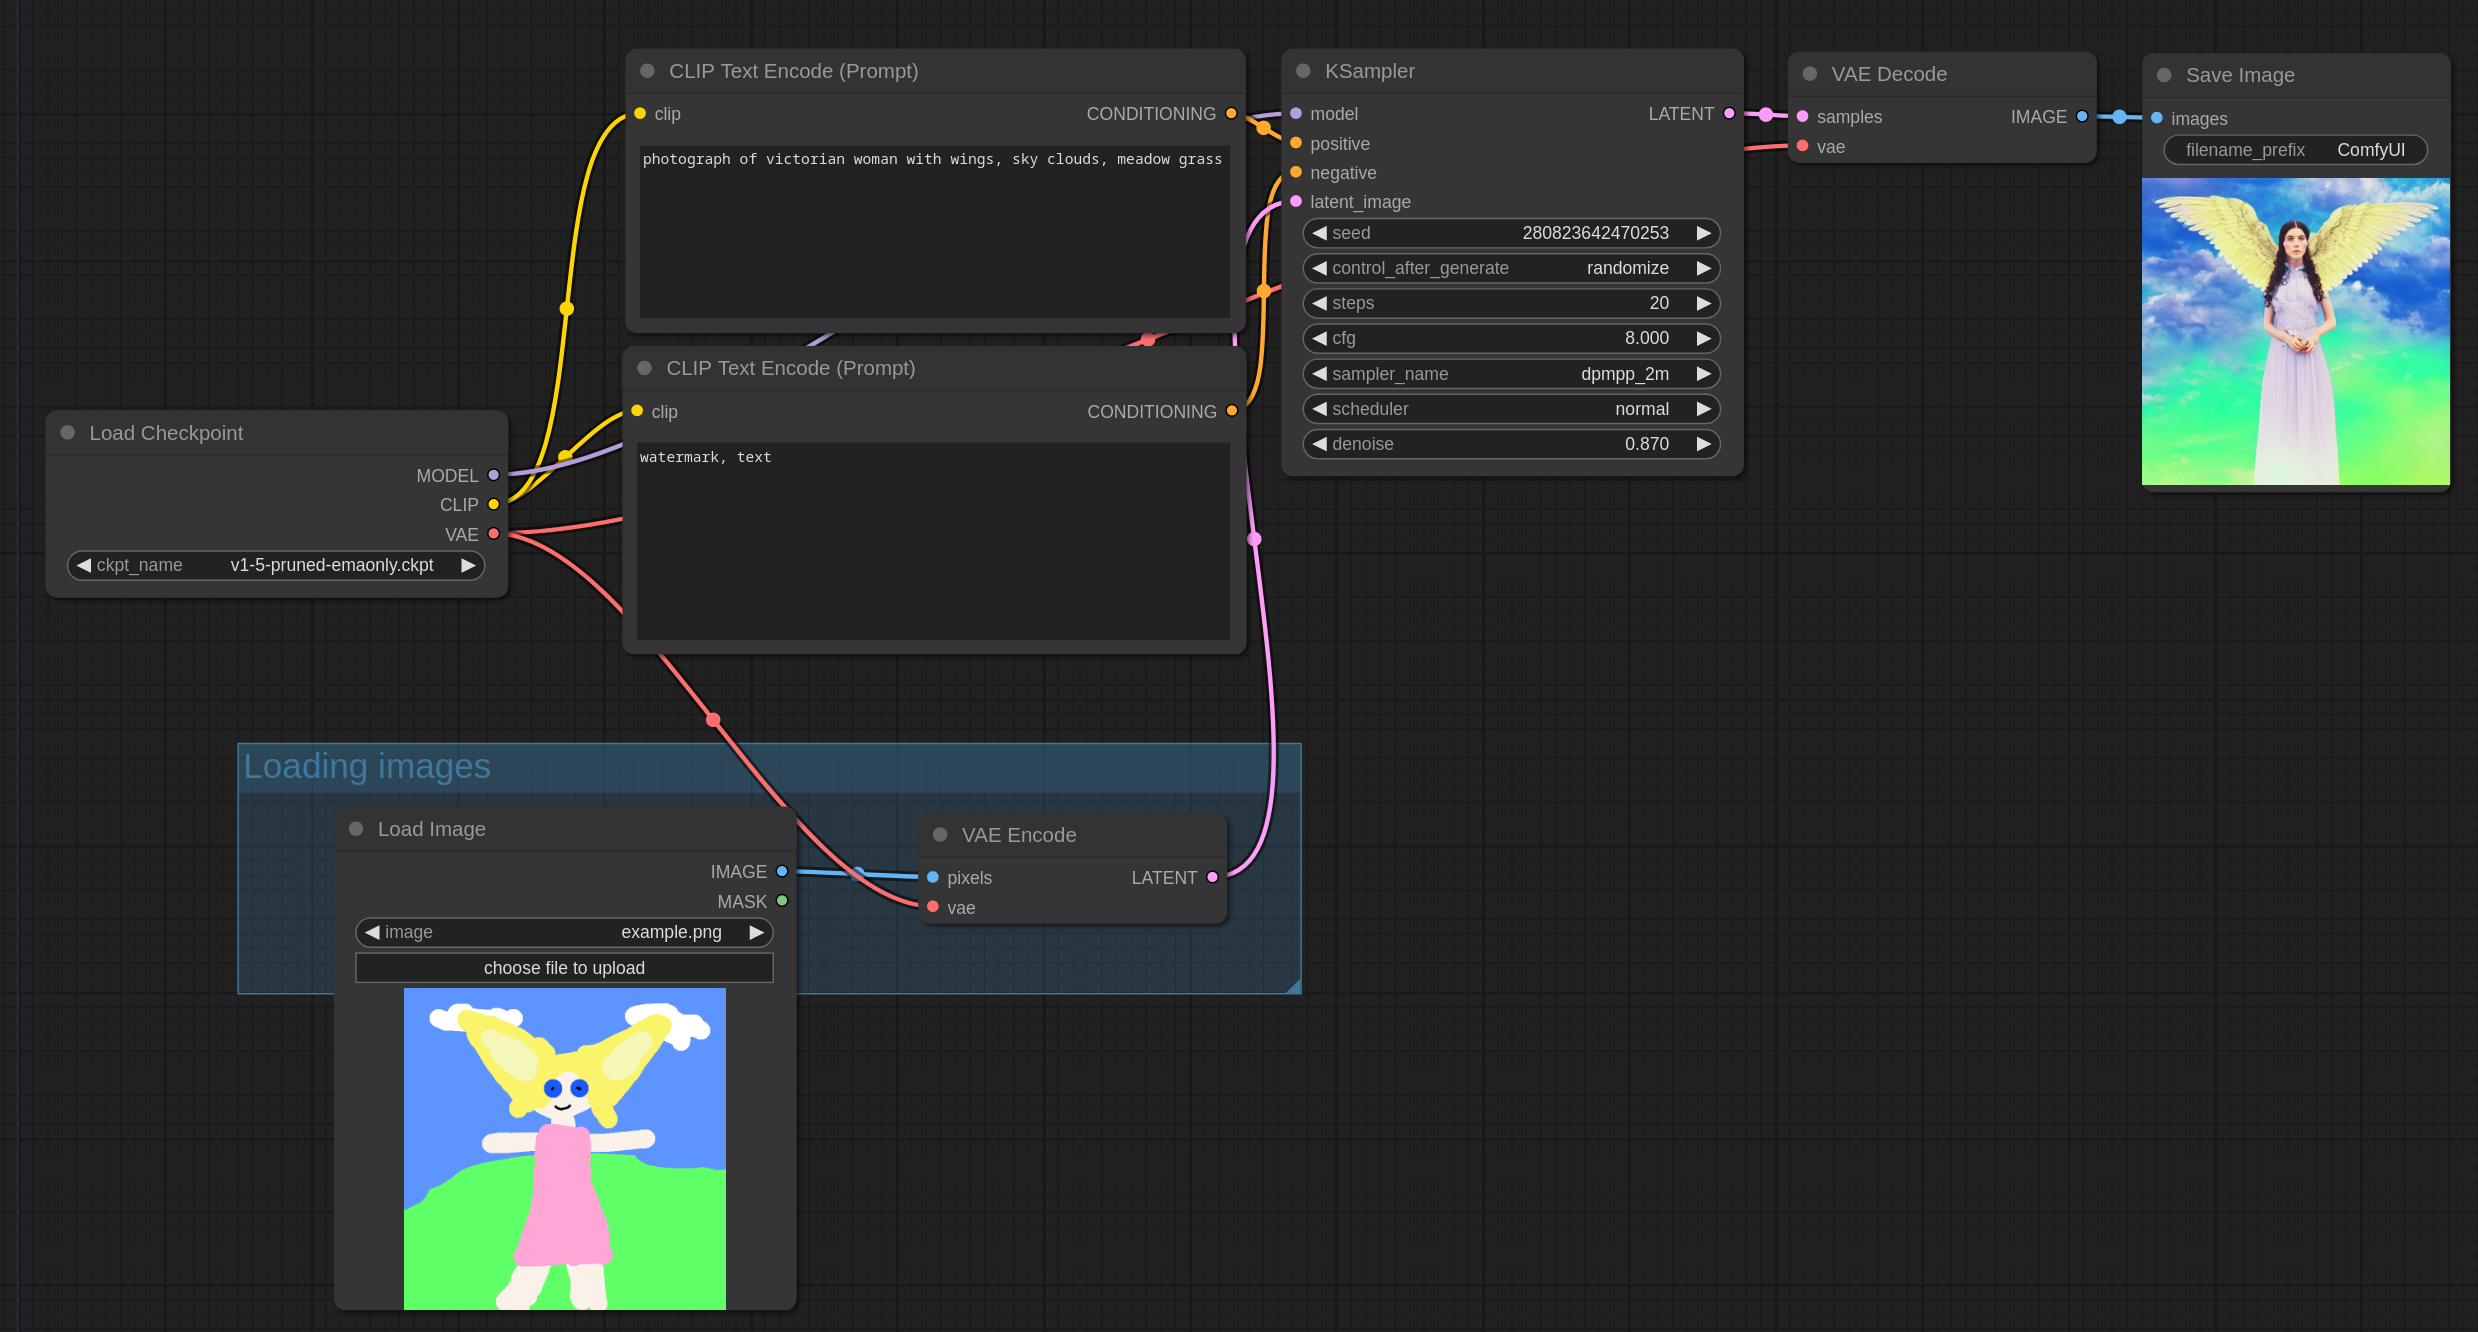 CLIP Text Encode (Prompt)
clip CONDITIONING
photograph of victorian woman with wings, sky clouds, meadow grass
KSampler
model LATENT
positive
negative
latent_image
seed 280823642470253
control_after_generate randomize
steps 20
cfg 8.000
sampler_name dpmpp_2m
scheduler normal
denoise 0.870
VAE Decode
samples IMAGE
vae
Save Image
images
filename_prefix ComfyUI
CLIP Text Encode (Prompt)
clip CONDITIONING
watermark, text
Load Checkpoint
MODEL
CLIP
VAE
ckpt_name v1-5-pruned-emaonly.ckpt
Loading images
Load Image
IMAGE
MASK
image example.png
choose file to upload
VAE Encode
pixels LATENT
vae